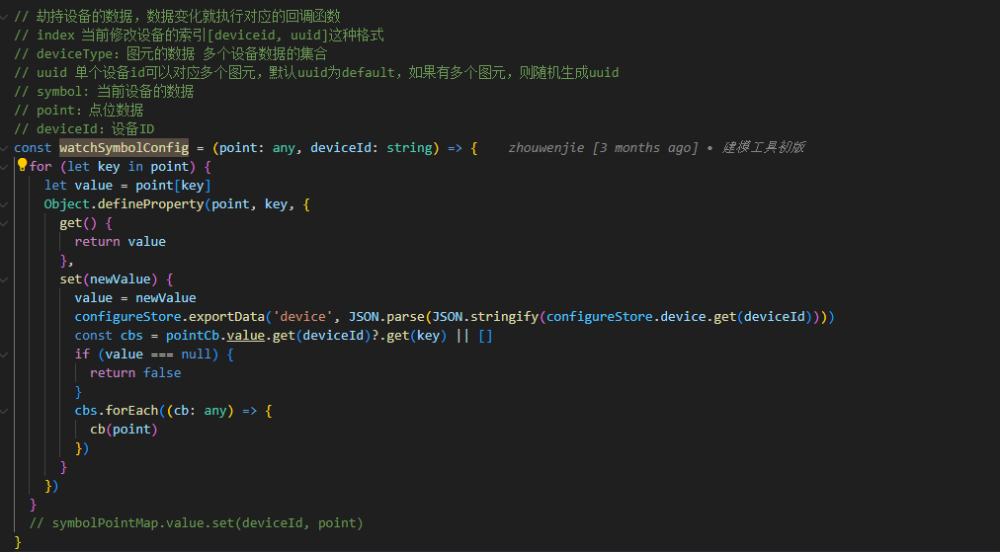 // 劫持设备的数据，数据变化就执行对应的回调函数
// index 当前修改设备的索引[deviceid, uuid]这种格式
// deviceType：图元的数据 多个设备数据的集合
// uuid 单个设备id可以对应多个图元，默认uuid为default，如果有多个图元，则随机生成uuid
// symbol: 当前设备的数据
// point：点位数据
// deviceId：设备ID
const watchSymbolConfig = (point: any, deviceId: string) => {    zhouwenjie [3 months ago] • 建模工具初版
  for (let key in point) {
    let value = point[key]
    Object.defineProperty(point, key, {
      get() {
        return value
      },
      set(newValue) {
        value = newValue
        configureStore.exportData('device', JSON.parse(JSON.stringify(configureStore.device.get(deviceId))))
        const cbs = pointCb.value.get(deviceId)?.get(key) || []
        if (value === null) {
          return false
        }
        cbs.forEach((cb: any) => {
          cb(point)
        })
      }
    })
  }
  // symbolPointMap.value.set(deviceId, point)
}